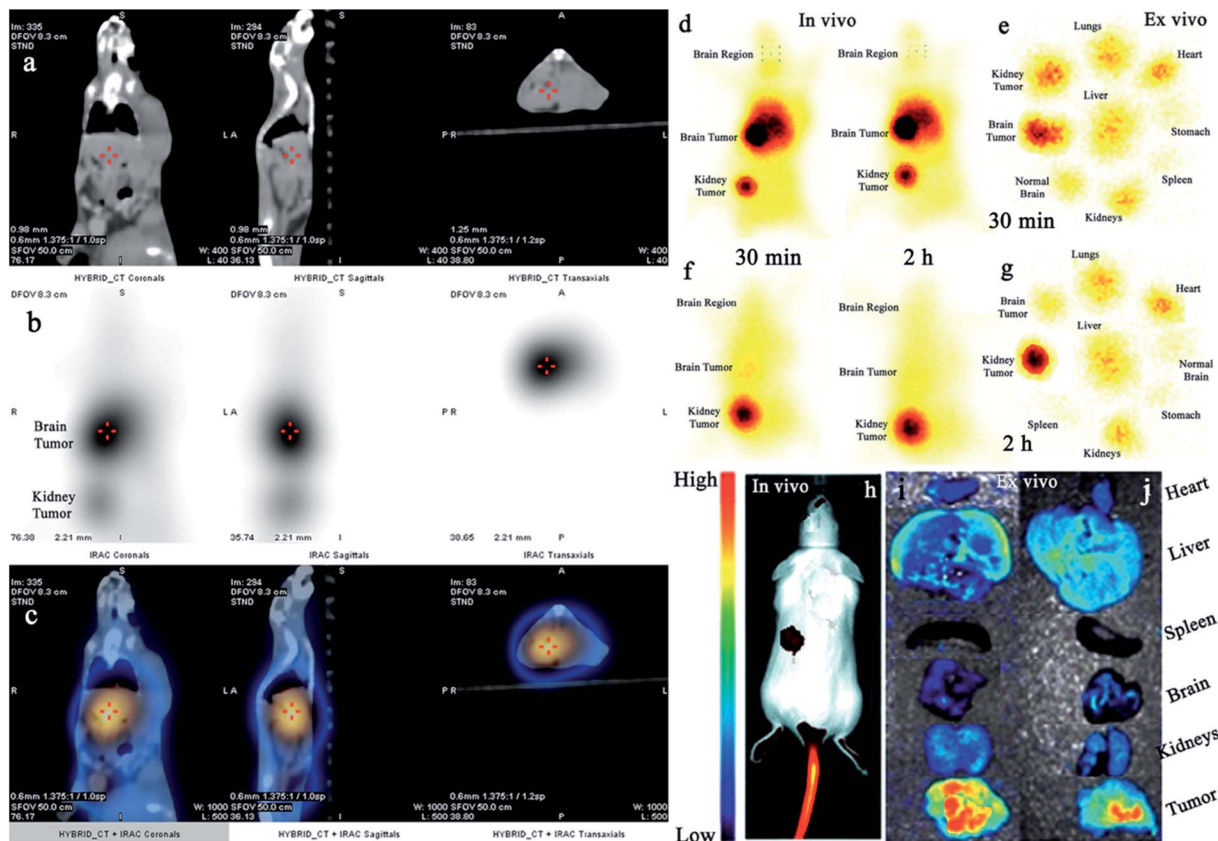 a
Im: 335
DFOV 8.3 cm
STND
S
R
L
0.98 mm
0.6mm 1.375:1 / 1.0sp
SFOV 50.0 cm
76.17
I
W: 400
L: 40
HYBRID_CT Coronals
Im: 294
DFOV 8.3 cm
STND
S
A
P
0.98 mm
0.6mm 1.375:1 / 1.0sp
SFOV 50.0 cm
36.13
I
W: 400
L: 40
HYBRID_CT Sagittals
Im: 83
DFOV 8.3 cm
STND
A
R
L
1.25 mm
0.6mm 1.375:1 / 1.2sp
SFOV 50.0 cm
38.80
P
W: 400
L: 40
HYBRID_CT Transaxials
b
DFOV 8.3 cm
S
R
L
Brain
Tumor
Kidney
Tumor
76.38
2.21 mm
I
IRAC Coronals
DFOV 8.3 cm
S
A
P
35.74
2.21 mm
I
IRAC Sagittals
DFOV 8.3 cm
A
R
L
38.65
2.21 mm
P
IRAC Transaxials
c
Im: 335
DFOV 8.3 cm
STND
S
R
L
0.6mm 1.375:1 / 1.0sp
SFOV 50.0 cm
76.17
I
W: 1000
L: 500
HYBRID_CT + IRAC Coronals
Im: 294
DFOV 8.3 cm
STND
S
A
P
0.6mm 1.375:1 / 1.0sp
SFOV 50.0 cm
36.13
I
W: 1000
L: 500
HYBRID_CT + IRAC Sagittals
Im: 83
DFOV 8.3 cm
STND
A
R
L
0.6mm 1.375:1 / 1.2sp
SFOV 50.0 cm
38.80
P
W: 1000
L: 500
HYBRID_CT + IRAC Transaxials
d
In vivo
Brain Region
Brain Tumor
Kidney
Tumor
Brain Region
Brain Tumor
Kidney
Tumor
30 min
2 h
e
Ex vivo
Lungs
Heart
Kidney
Tumor
Liver
Brain
Tumor
Stomach
Normal
Brain
Spleen
Kidneys
30 min
f
Brain Region
Brain Tumor
Kidney
Tumor
Brain Region
Brain Tumor
Kidney
Tumor
g
Lungs
Brain
Tumor
Heart
Liver
Kidney
Tumor
Normal
Brain
Stomach
Spleen
Kidneys
2 h
High
Low
In vivo
h
i
Ex vivo
j
Heart
Liver
Spleen
Brain
Kidneys
Tumor